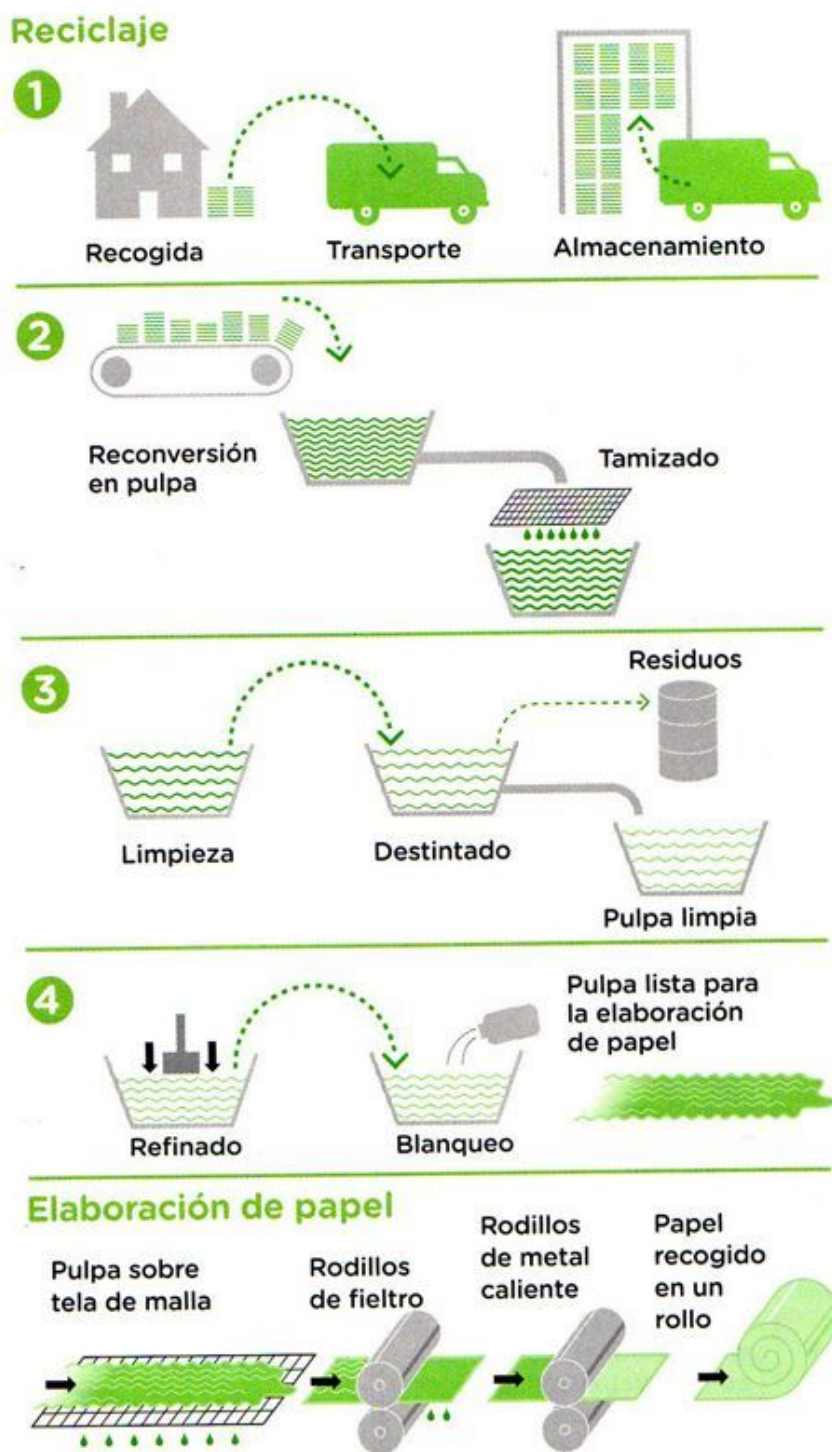 Reciclaje
1
Recogida
Transporte
Almacenamiento
2
Reconversión
en pulpa
Tamizado
3
Residuos
Limpieza
Destintado
Pulpa limpia
4
Pulpa lista para
la elaboración
de papel
Refinado
Blanqueo
Elaboración de papel
Pulpa sobre
tela de malla
Rodillos
de fieltro
Rodillos
de metal
caliente
Papel
recogido
en un
rollo